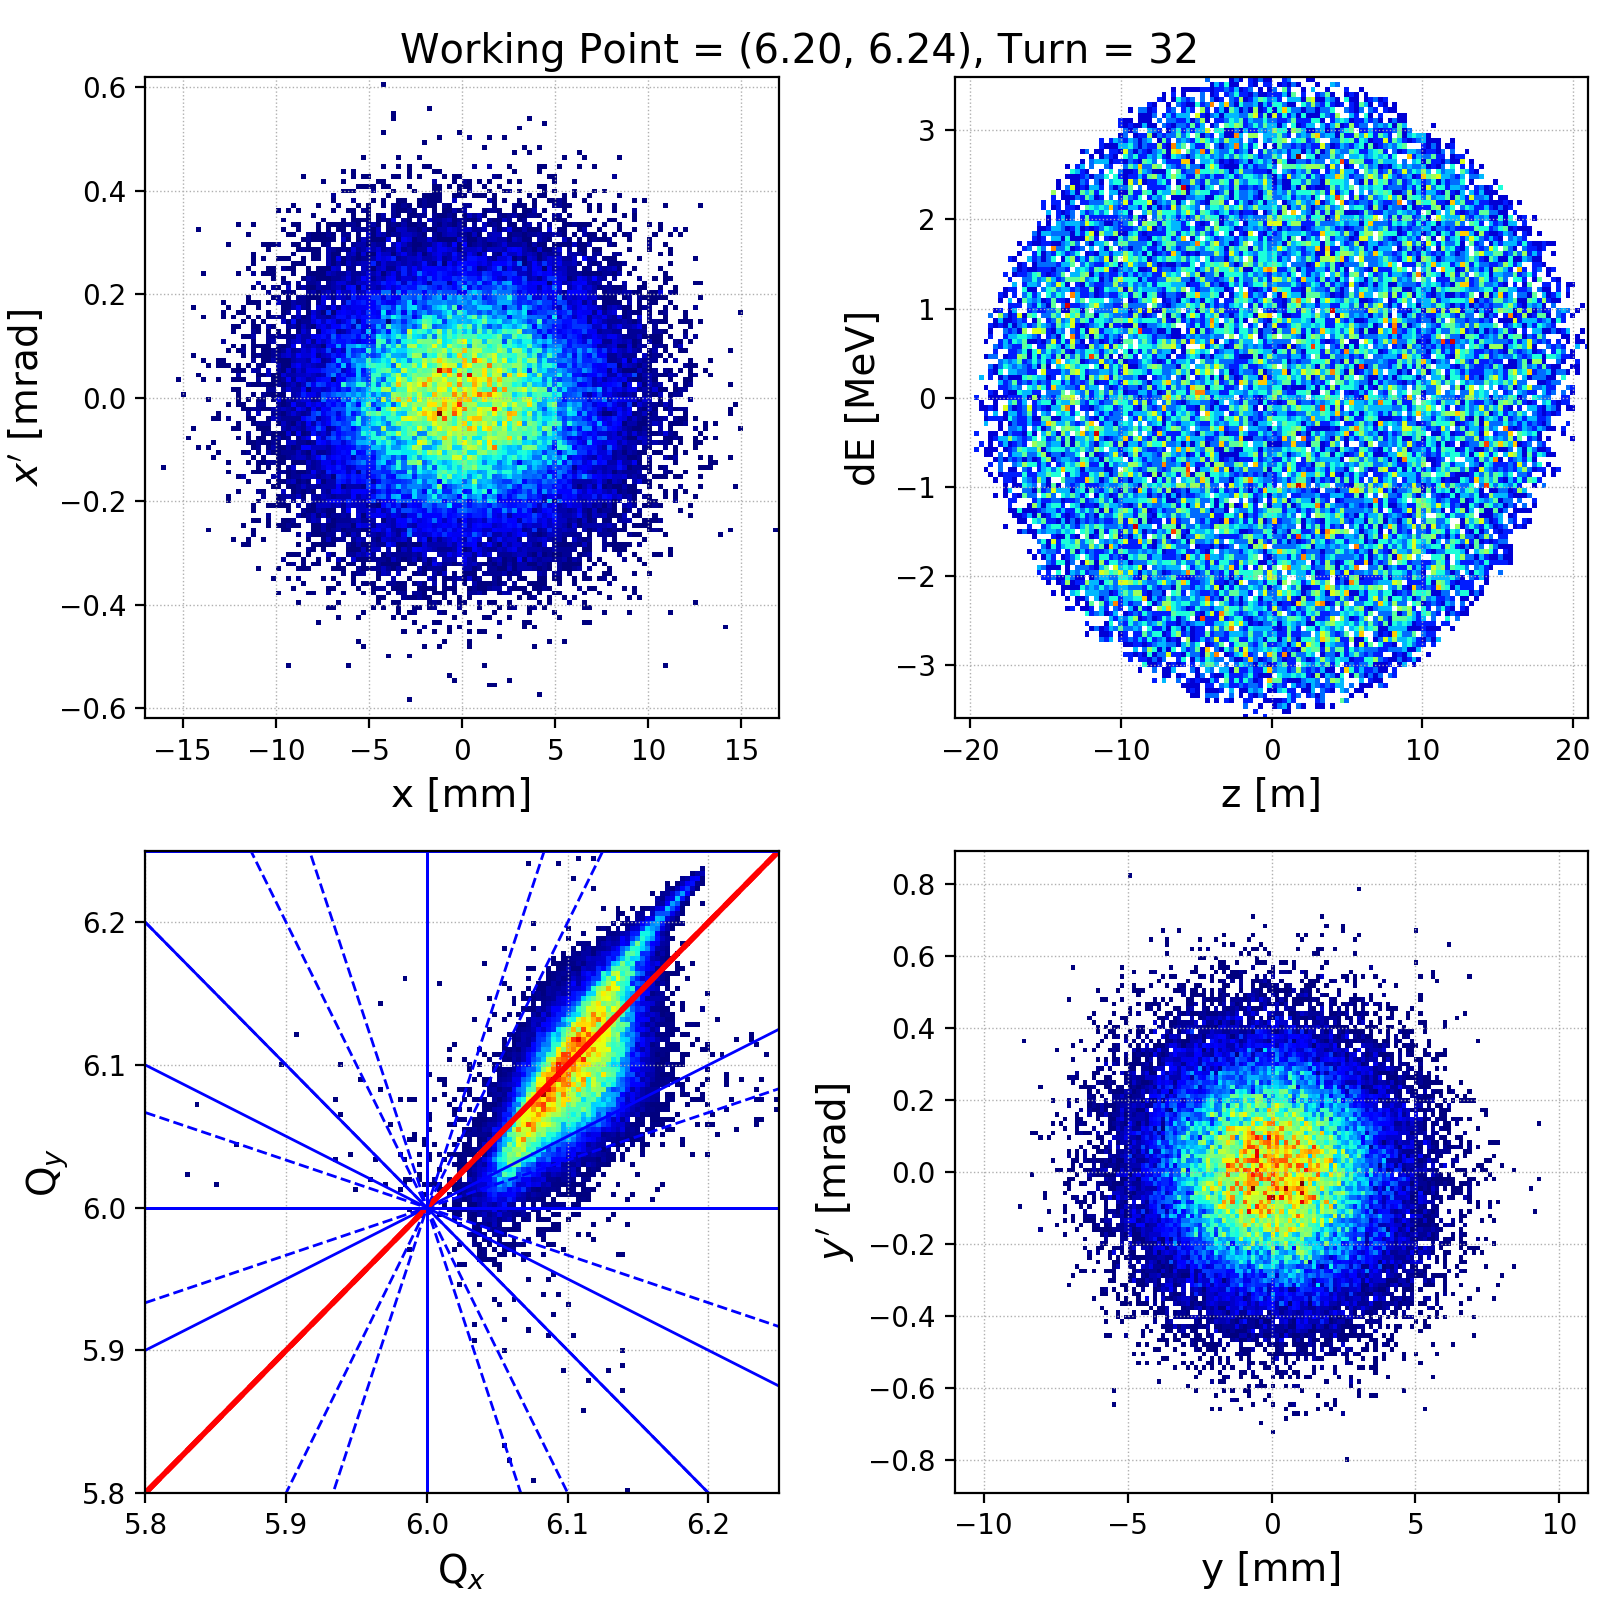 Working Point = (6.20, 6.24), Turn = 32
0.6
0.4
0.2
0.0
−0.2
−0.4
−0.6
x′ [mrad]
−15 −10 −5 0 5 10 15
x [mm]
3
2
1
0
−1
−2
−3
dE [MeV]
−20 −10 0 10 20
z [m]
6.2
6.1
6.0
5.9
5.8
Qy
5.8 5.9 6.0 6.1 6.2
Qx
0.8
0.6
0.4
0.2
0.0
−0.2
−0.4
−0.6
−0.8
y′ [mrad]
−10 −5 0 5 10
y [mm]